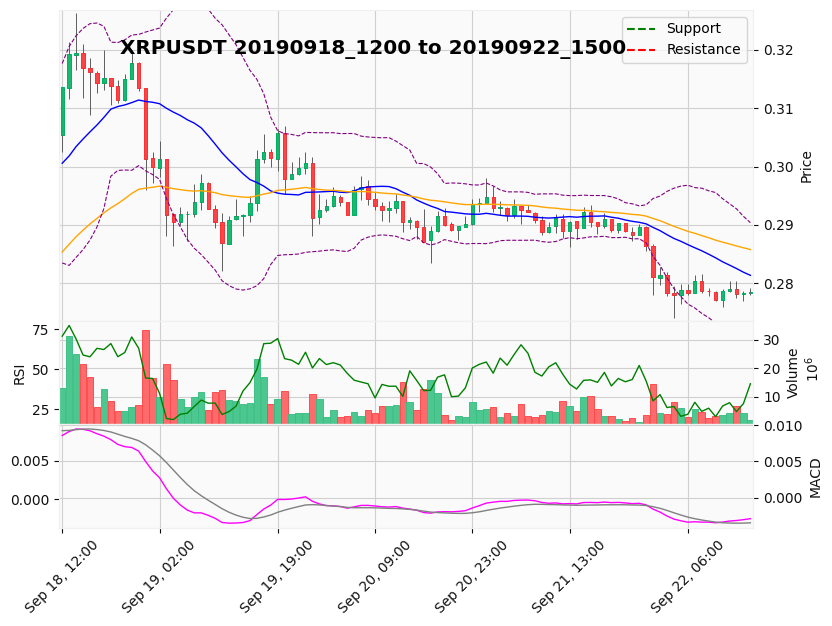 XRPUSDT 20190918_1200 to 20190922_1500
Support
Resistance
0.32
0.31
0.30
0.29
0.28
Price
75
50
25
RSI
30
20
10
Volume
10^6
0.010
0.005
0.000
0.005
0.000
MACD
Sep 18, 12:00
Sep 19, 02:00
Sep 19, 19:00
Sep 20, 09:00
Sep 20, 23:00
Sep 21, 13:00
Sep 22, 06:00